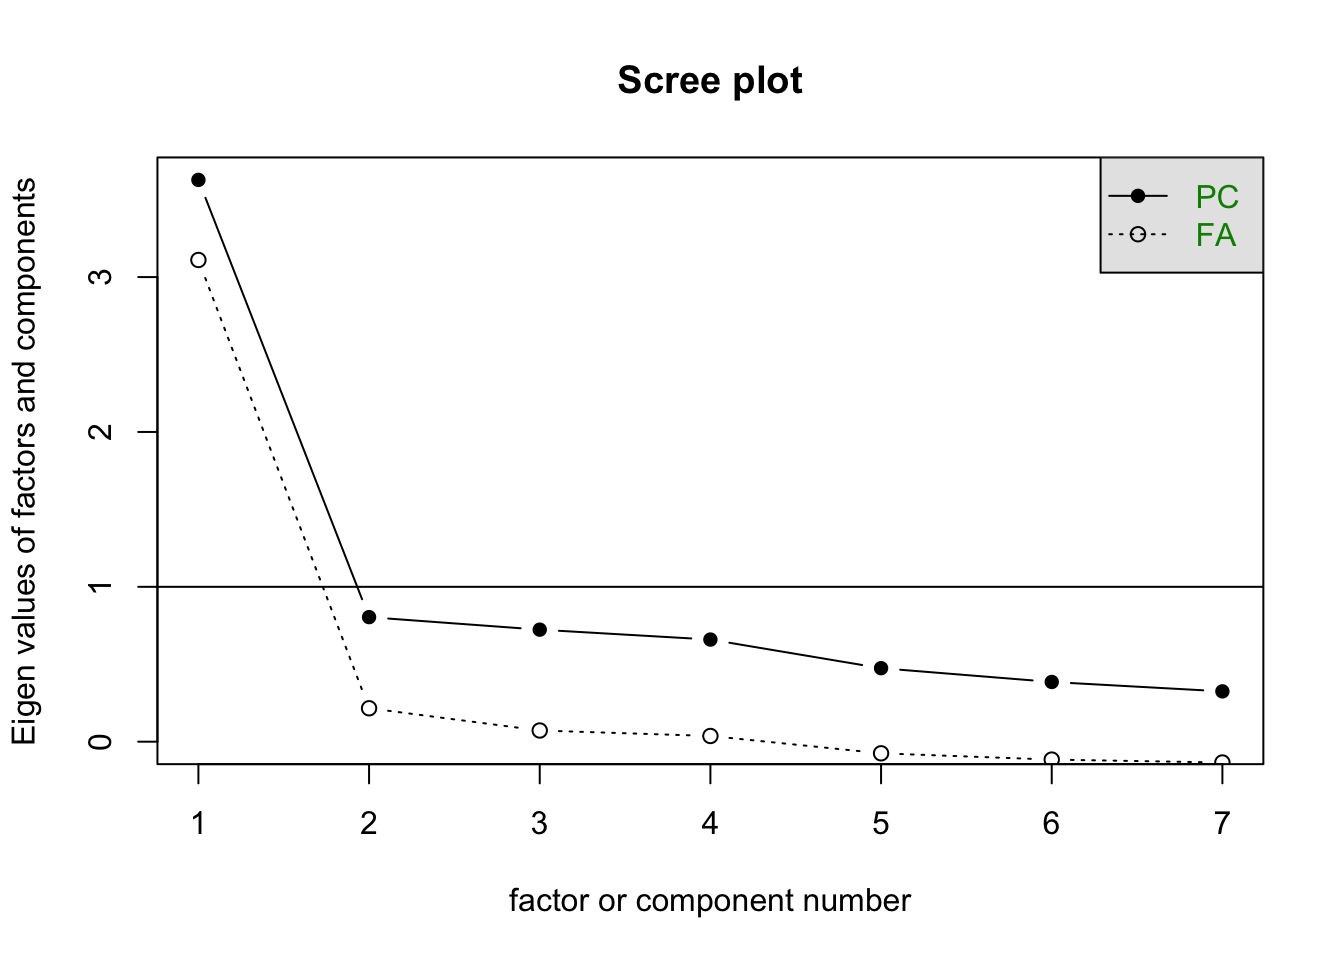 Scree plot
PC
FA
Eigen values of factors and components
3
2
1
0
1 2 3 4 5 6 7
factor or component number